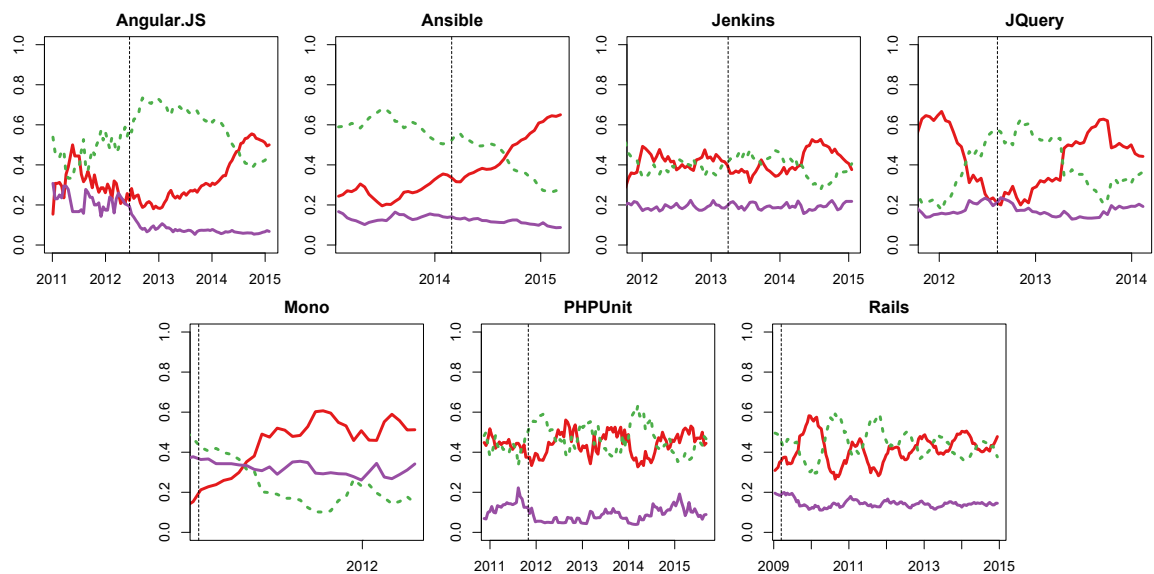 Angular.JS
0.0 0.2 0.4 0.6 0.8 1.0
2011 2012 2013 2014 2015
Ansible
0.0 0.2 0.4 0.6 0.8 1.0
2014 2015
Jenkins
0.0 0.2 0.4 0.6 0.8 1.0
2012 2013 2014 2015
JQuery
0.0 0.2 0.4 0.6 0.8 1.0
2012 2013 2014
Mono
0.0 0.2 0.4 0.6 0.8 1.0
2012
PHPUnit
0.0 0.2 0.4 0.6 0.8 1.0
2011 2012 2013 2014 2015
Rails
0.0 0.2 0.4 0.6 0.8 1.0
2009 2011 2013 2015